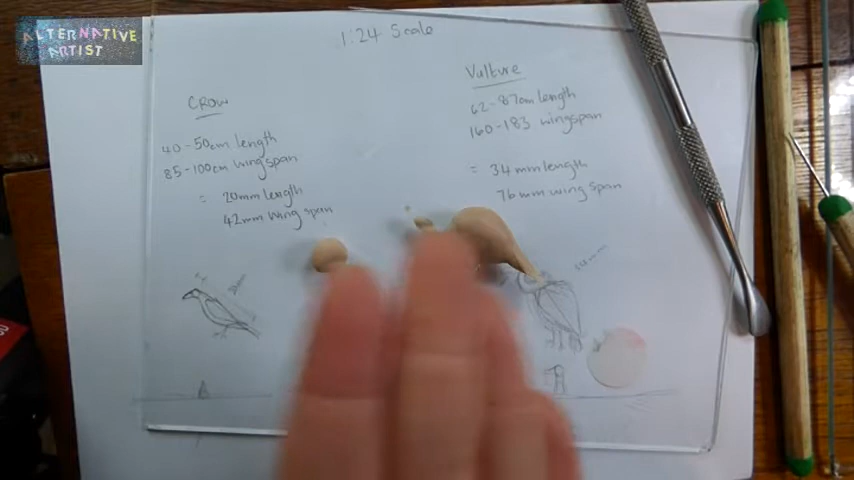 ALTERNATIVE
ARTIST
1:24 Scale
Crow
40-50cm length
85-100cm wingspan
= 20mm length
42mm wing span
Vulture
62-87cm length
160-183 wingspan
= 34mm length
76mm wing span